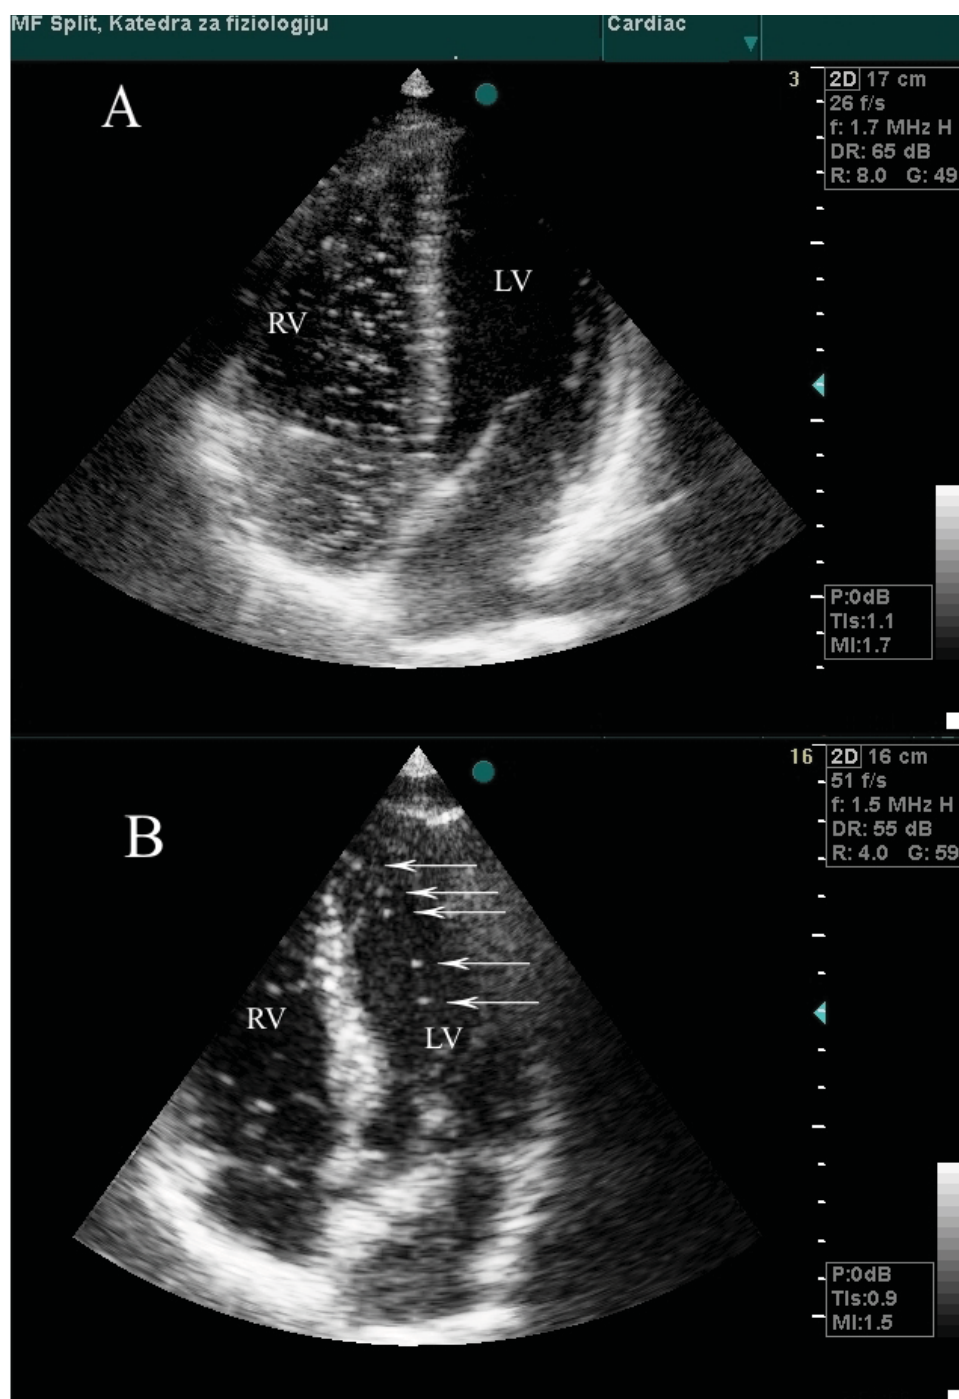 MF Split, Katedra za fiziologiju
Cardiac
A
3
2D 17 cm
26 f/s
f: 1.7 MHz H
DR: 65 dB
R: 8.0 G: 49
LV
RV
P:0dB
TIs:1.1
MI:1.7
B
16
2D 16 cm
51 f/s
f: 1.5 MHz H
DR: 55 dB
R: 4.0 G: 59
RV
LV
P:0dB
TIs:0.9
MI:1.5